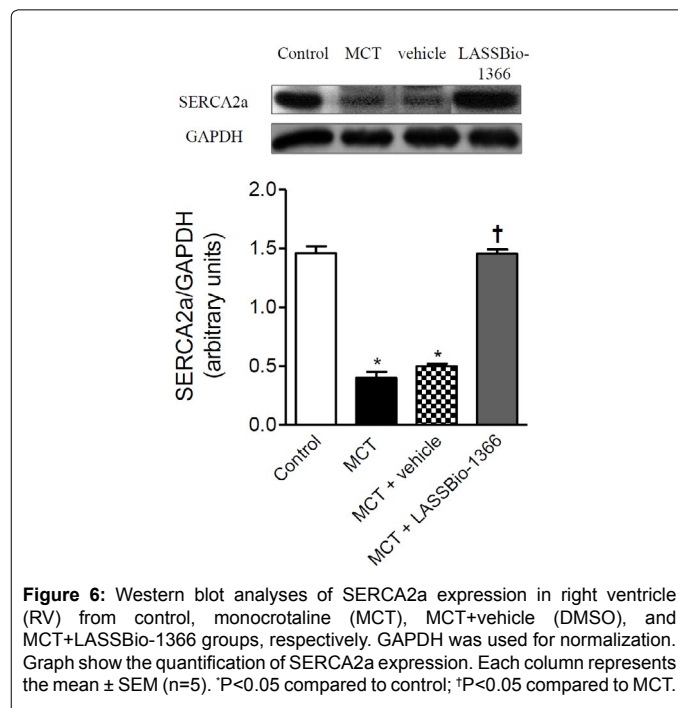 Control MCT vehicle LASSBio-
1366
SERCA2a
GAPDH
2.0
1.5
1.0
0.5
0.0
SERCA2a/GAPDH
(arbitrary units)
*
*
†
Control
MCT
MCT + vehicle
MCT + LASSBio-1366
Figure 6: Western blot analyses of SERCA2a expression in right ventricle
(RV) from control, monocrotaline (MCT), MCT+vehicle (DMSO), and
MCT+LASSBio-1366 groups, respectively. GAPDH was used for normalization.
Graph show the quantification of SERCA2a expression. Each column represents
the mean ± SEM (n=5). *P<0.05 compared to control; †P<0.05 compared to MCT.